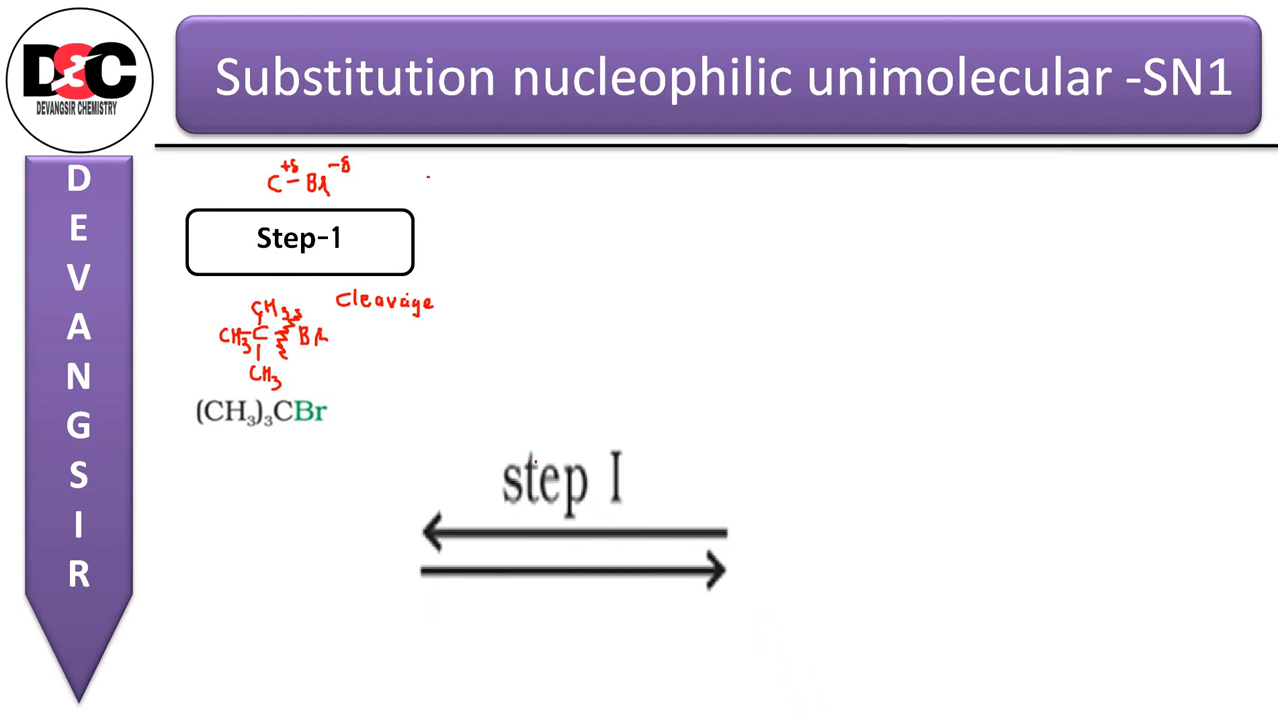 D&C
DEVANGSIR CHEMISTRY
Substitution nucleophilic unimolecular -SN1
D
E
V
A
N
G
S
I
R
C^{+δ} – Br^{-δ}
Step-1
Cleavage
CH₃
CH₃–C Br
CH₃
(CH₃)₃CBr
step I